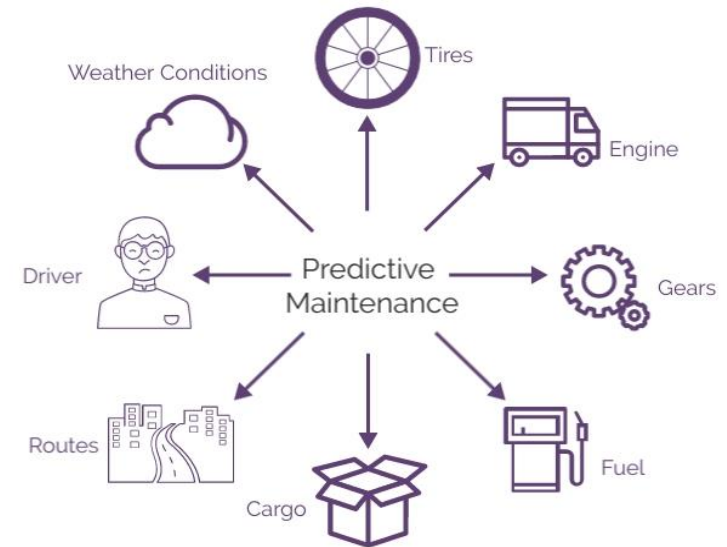 Tires
Weather Conditions
Engine
Driver
Predictive
Maintenance
Gears
Routes
Fuel
Cargo